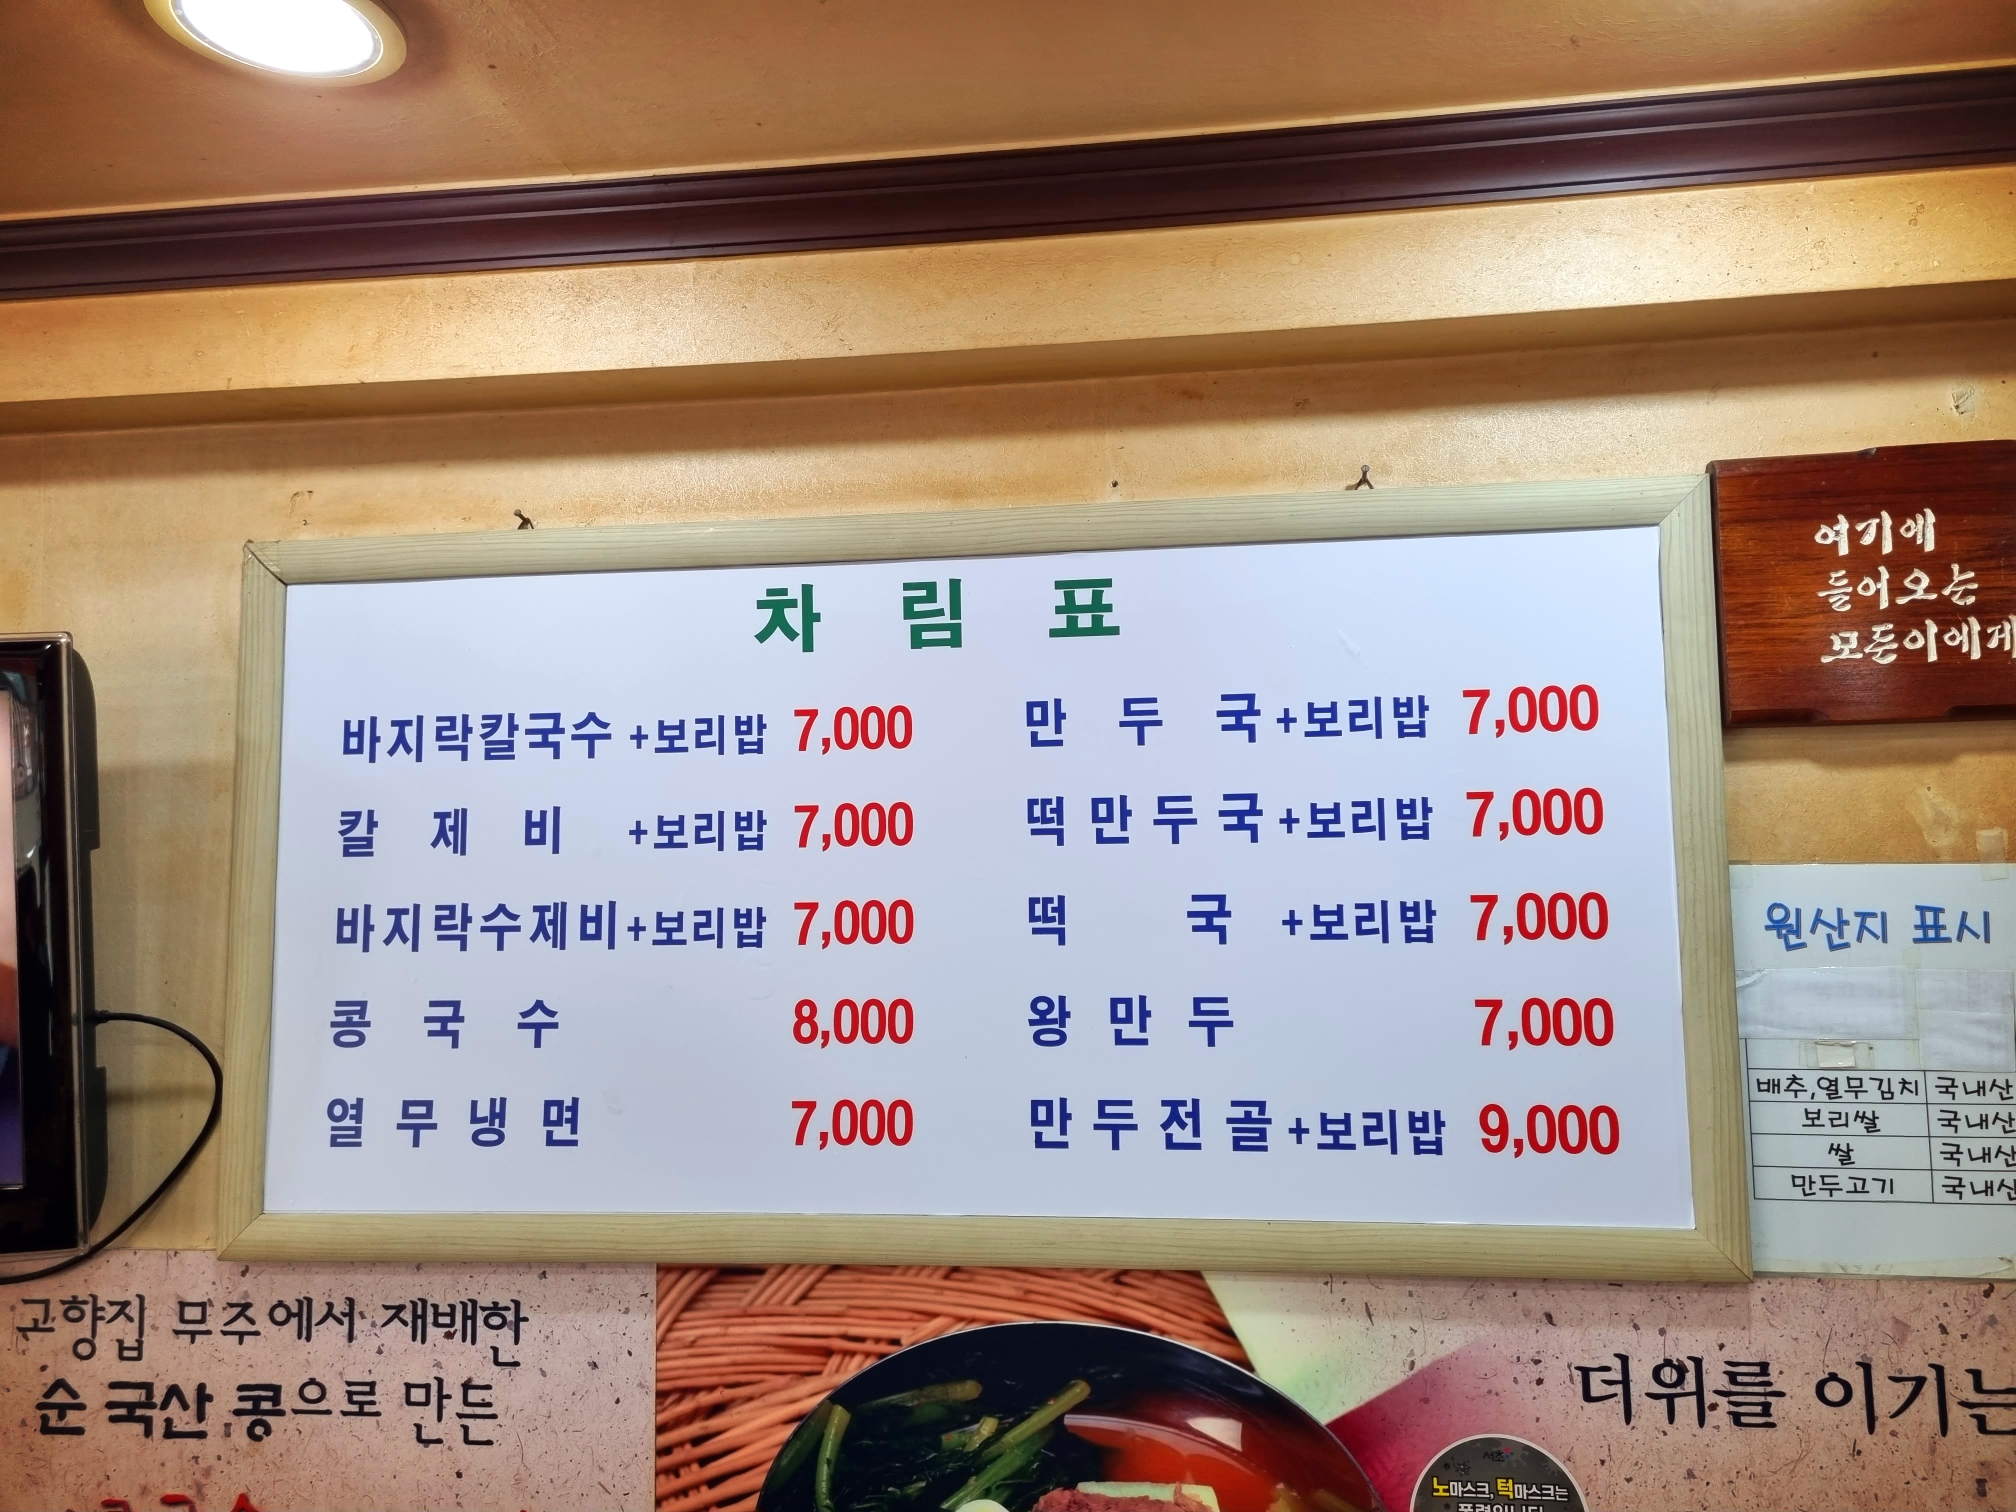 차림표
바지락칼국수 +보리밥 7,000
칼제비 +보리밥 7,000
바지락수제비+보리밥 7,000
콩국수 8,000
열무냉면 7,000
만두국+보리밥 7,000
떡만두국+보리밥 7,000
떡국 +보리밥 7,000
왕만두 7,000
만두전골+보리밥 9,000
여기에
들어오는
모든이에게
원산지 표시
배추,열무김치 국내산
보리쌀 국내산
쌀 국내산
만두고기 국내산
고향집 무주에서 재배한
순 국산 콩으로 만든
더위를 이기는
서초
노마스크, 턱마스크는